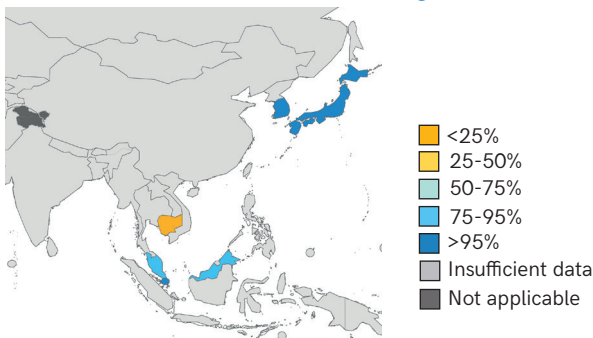 <25%
25-50%
50-75%
75-95%
>95%
Insufficient data
Not applicable